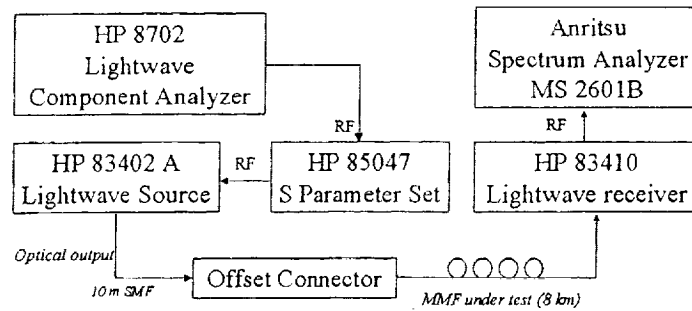 HP 8702
Lightwave
Component Analyzer
Anritsu
Spectrum Analyzer
MS 2601B
RF
RF
HP 83402 A
Lightwave Source
RF
HP 85047
S Parameter Set
HP 83410
Lightwave receiver
Optical output
10m SMF
Offset Connector
MMF under test (8 km)